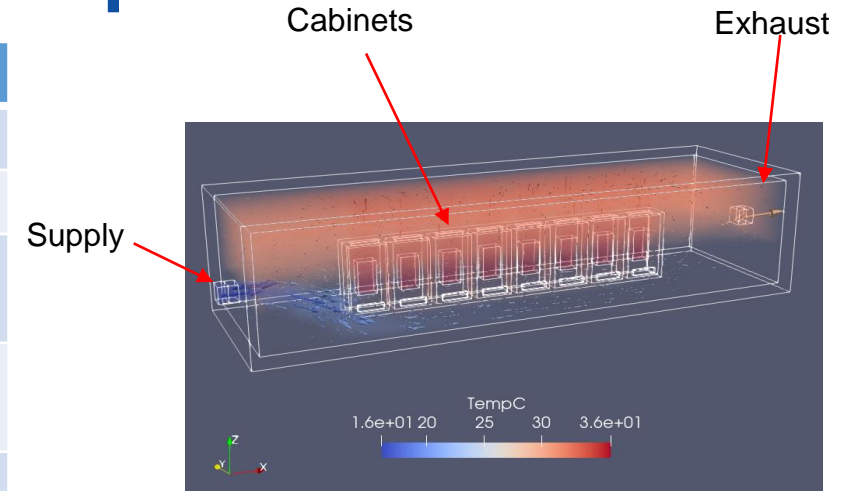 Cabinets
Exhaust
Supply
TempC
1.6e+01 20 25 30 3.6e+01
Z
Y X